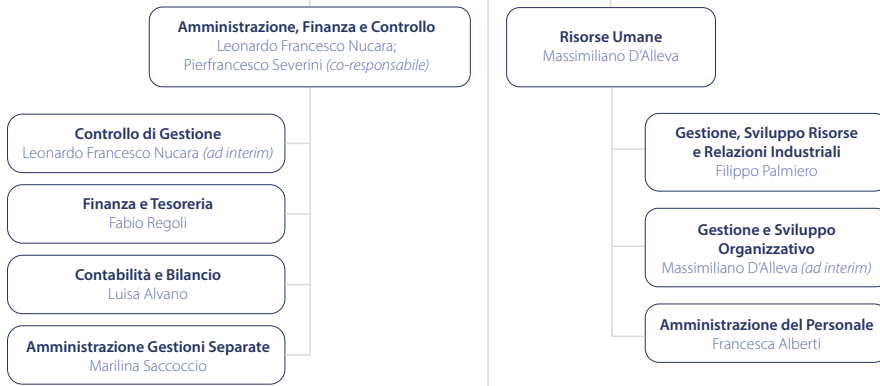 Amministrazione, Finanza e Controllo
Leonardo Francesco Nucara;
Pierfrancesco Severini (co-responsabile)
Controllo di Gestione
Leonardo Francesco Nucara (ad interim)
Finanza e Tesoreria
Fabio Regoli
Contabilità e Bilancio
Luisa Alvano
Amministrazione Gestioni Separate
Marilina Saccoccio
Risorse Umane
Massimiliano D’Alleva
Gestione, Sviluppo Risorse
e Relazioni Industriali
Filippo Palmiero
Gestione e Sviluppo
Organizzativo
Massimiliano D’Alleva (ad interim)
Amministrazione del Personale
Francesca Alberti